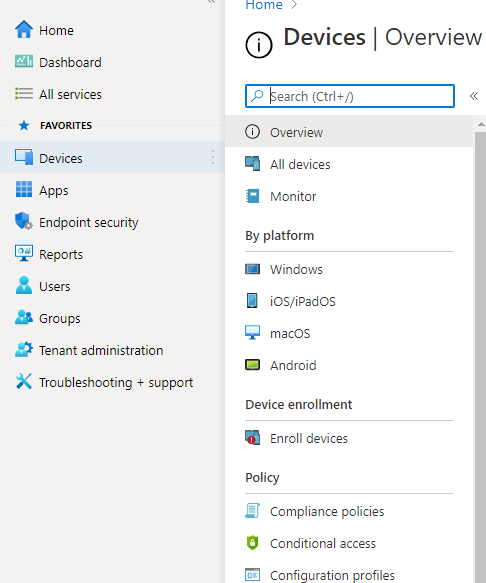 Home
Dashboard
All services
FAVORITES
Devices
Apps
Endpoint security
Reports
Users
Groups
Tenant administration
Troubleshooting + support
Home
Devices | Overview
Search (Ctrl+/)
Overview
All devices
Monitor
By platform
Windows
iOS/iPadOS
macOS
Android
Device enrollment
Enroll devices
Policy
Compliance policies
Conditional access
Configuration profiles